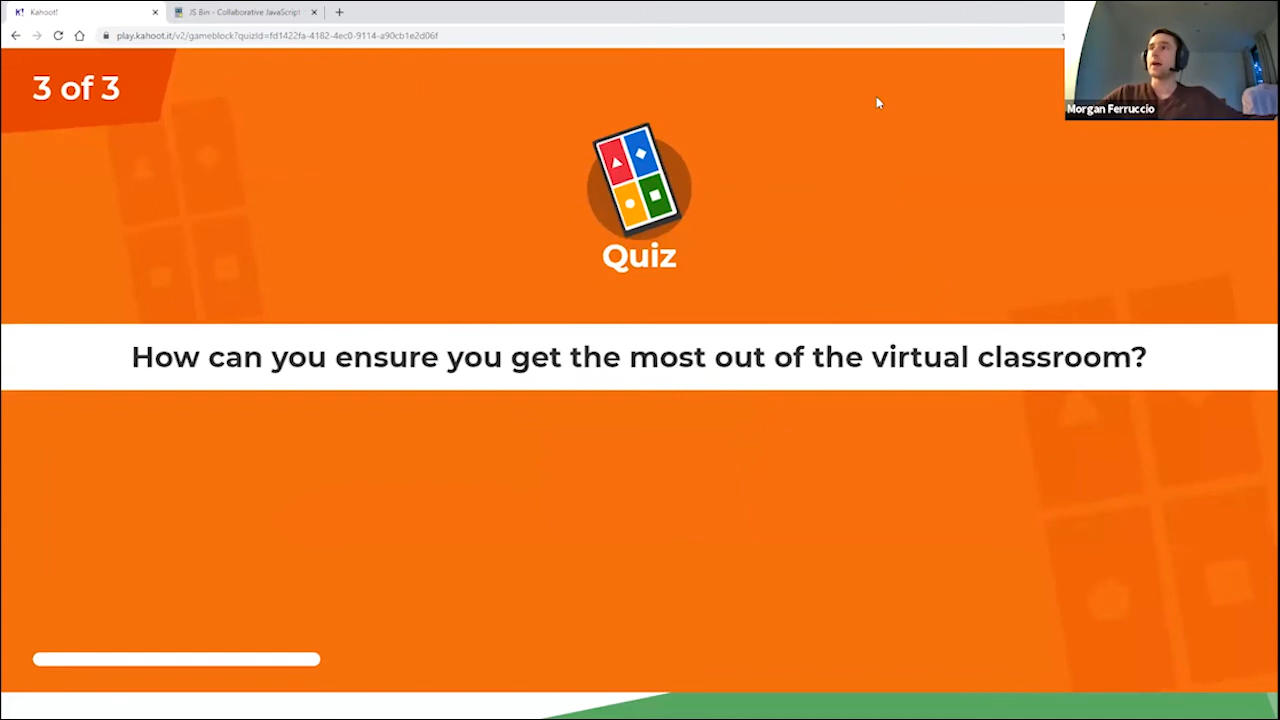 K! Kahoot!
JS Bin - Collaborative JavaScript
play.kahoot.it/v2/gameblock?quizId=fd1422fa-4182-4ec0-9114-a90cb1e2d06f
Morgan Ferruccio
3 of 3
Quiz
How can you ensure you get the most out of the virtual classroom?